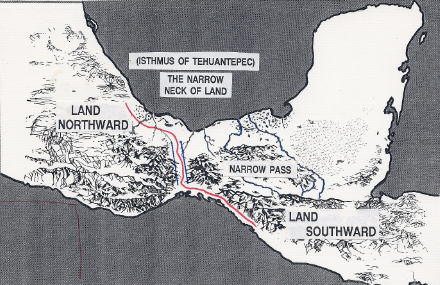 (ISTHMUS OF TEHUANTEPEC)
THE NARROW
NECK OF LAND
LAND
NORTHWARD
NARROW PASS
LAND
SOUTHWARD